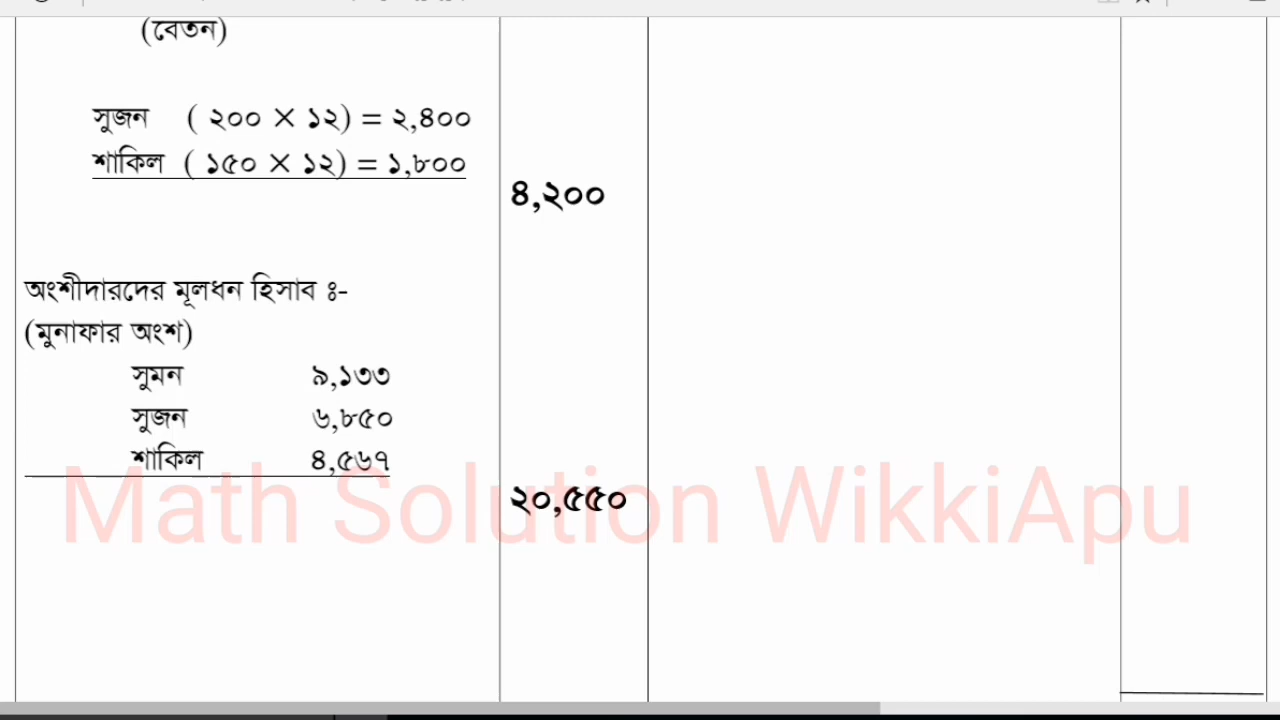 (বেতন)
সুজন ( ২০০ × ১২) = ২,৪০০
শাকিল ( ১৫০ × ১২) = ১,৮০০
৪,২০০
অংশীদারদের মূলধন হিসাব ঃ-
(মুনাফার অংশ)
সুমন ৯,১৩৩
সুজন ৬,৮৫০
শাকিল ৪,৫৬৭
২০,৫৫০
Math Solution WikkiApu